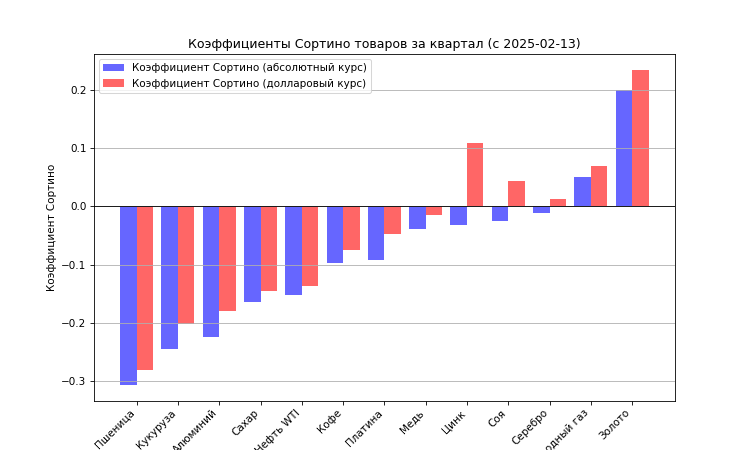 Коэффициенты Сортино товаров за квартал (с 2025-02-13)
Коэффициент Сортино (абсолютный курс)
Коэффициент Сортино (долларовый курс)
Коэффициент Сортино
0.2
0.1
0.0
−0.1
−0.2
−0.3
Пшеница
Кукуруза
Алюминий
Сахар
Нефть WTI
Кофе
Платина
Медь
Цинк
Соя
Серебро
газ
Золото